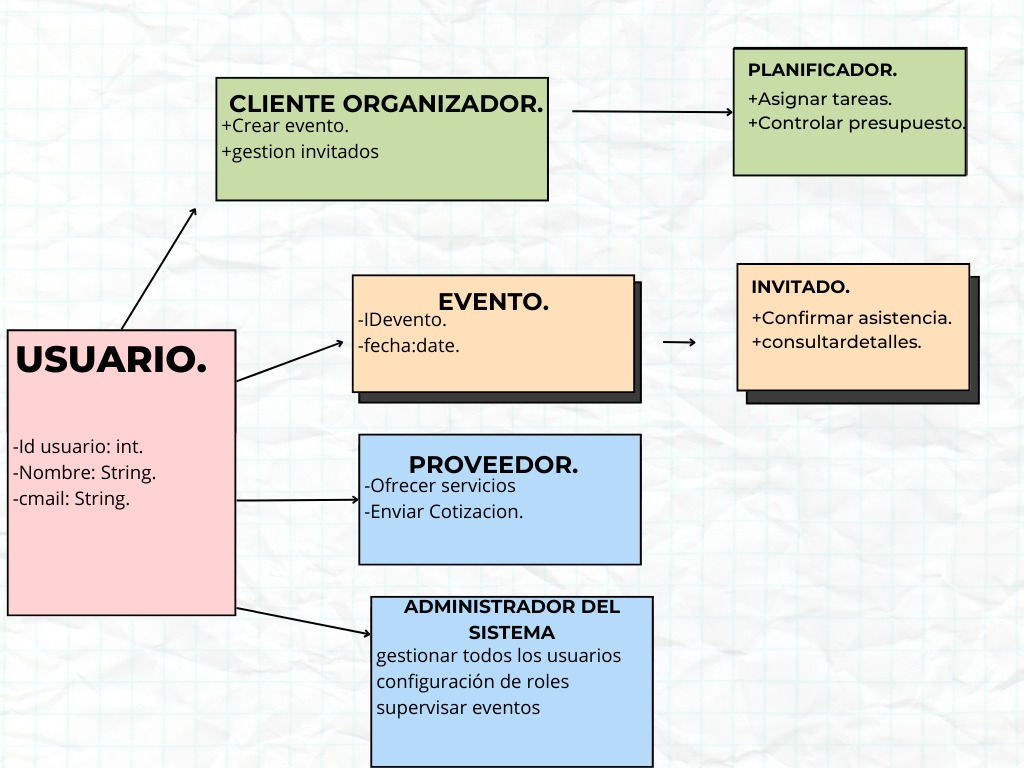 CLIENTE ORGANIZADOR.
+Crear evento.
+gestion invitados
PLANIFICADOR.
+Asignar tareas.
+Controlar presupuesto.
USUARIO.
-Id usuario: int.
-Nombre: String.
-cmail: String.
EVENTO.
-IDevento.
-fecha:date.
INVITADO.
+Confirmar asistencia.
+consultardetalles.
PROVEEDOR.
-Ofrecer servicios
-Enviar Cotizacion.
ADMINISTRADOR DEL
SISTEMA
gestionar todos los usuarios
configuración de roles
supervisar eventos